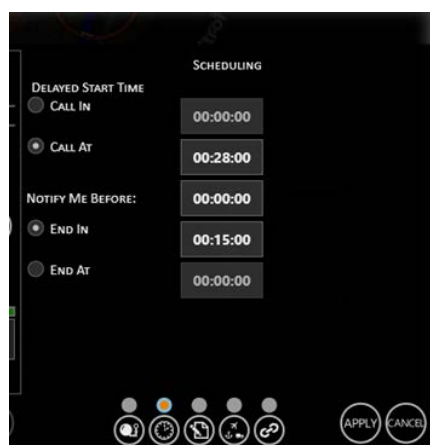 SCHEDULING
DELAYED START TIME
CALL IN
00:00:00
CALL AT
00:28:00
NOTIFY ME BEFORE:
00:00:00
END IN
00:15:00
END AT
00:00:00
APPLY
CANCEL